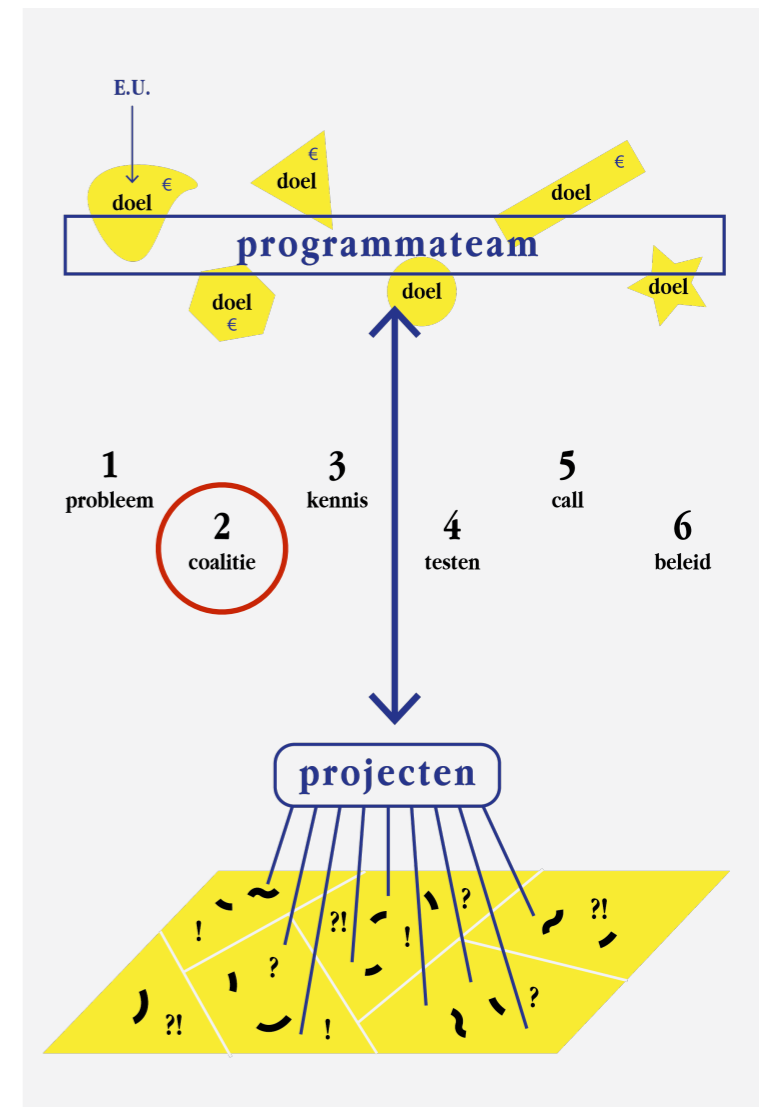 E.U.
€
doel
€
doel
€
doel
programmateam
doel
€
doel
doel
1
probleem
2
coalitie
3
kennis
4
testen
5
call
6
beleid
projecten
!
?!
?
!
?!
?
?!
!
?